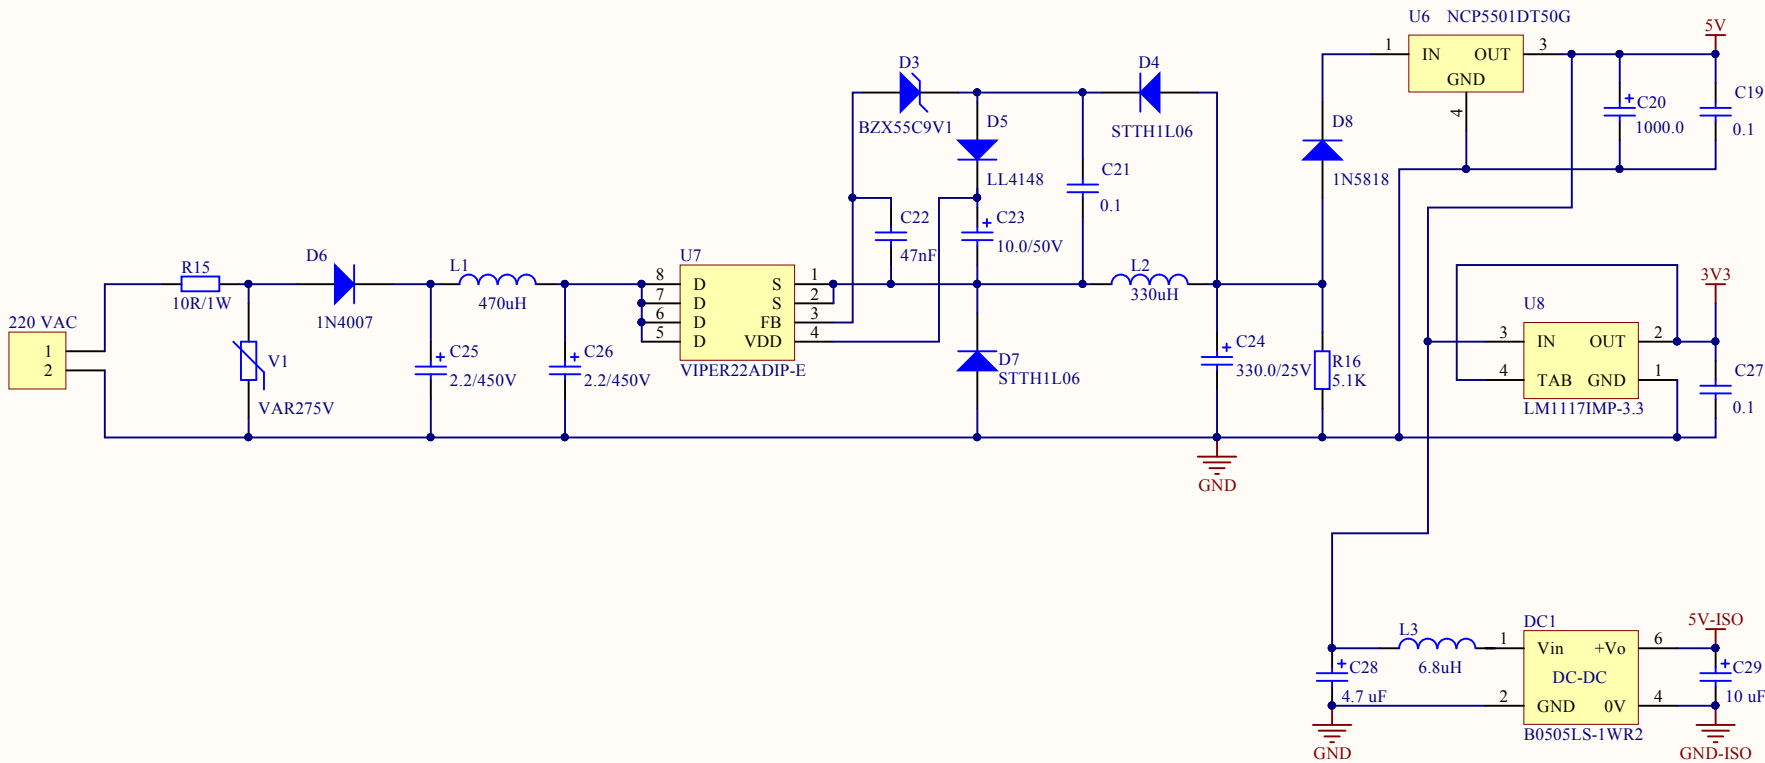 U6 NCP5501DT50G
5V
1 IN OUT 3
GND
4
C20
1000.0
C19
0.1
D3
BZX55C9V1
D4
STTH1L06
D5
LL4148
D8
1N5818
C21
0.1
C22
47nF
C23
10.0/50V
R15
10R/1W
D6
1N4007
L1
470uH
U7
8 D S 1
7 D S 2
6 D FB 3
5 D VDD 4
VIPER22ADIP-E
L2
330uH
220 VAC
1
2
V1
VAR275V
C25
2.2/450V
C26
2.2/450V
D7
STTH1L06
C24
330.0/25V
R16
5.1K
GND
3V3
U8
3 IN OUT 2
4 TAB GND 1
LM1117IMP-3.3
C27
0.1
L3
6.8uH
C28
4.7 uF
GND
DC1
1 Vin +Vo 6
DC-DC
2 GND 0V 4
B0505LS-1WR2
5V-ISO
C29
10 uF
GND-ISO